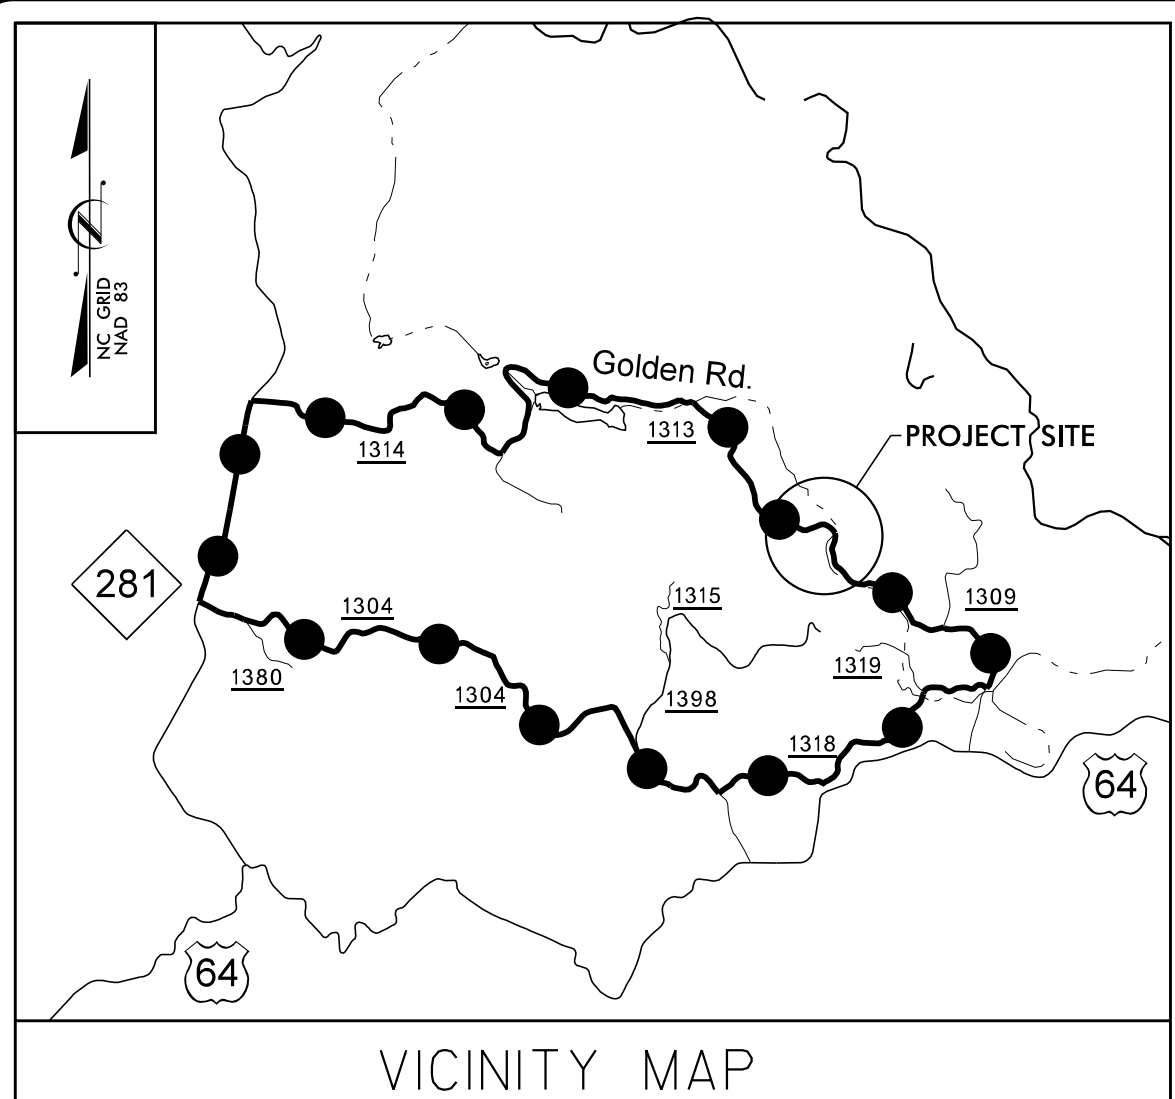 NC GRID
NAD 83
Golden Rd.
1313
PROJECT SITE
1314
281
1304
1315
1309
1380
1304
1398
1319
1318
64
64
VICINITY MAP